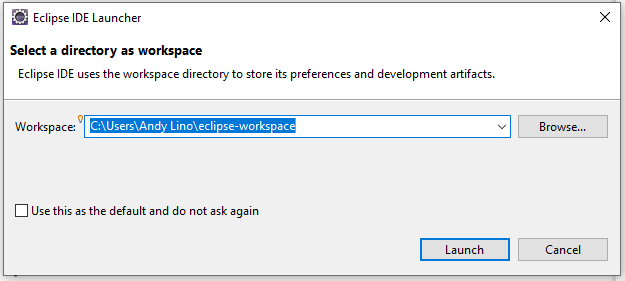 Eclipse IDE Launcher
Select a directory as workspace
Eclipse IDE uses the workspace directory to store its preferences and development artifacts.
Workspace: C:\Users\Andy Lino\eclipse-workspace Browse...
Use this as the default and do not ask again
Launch Cancel